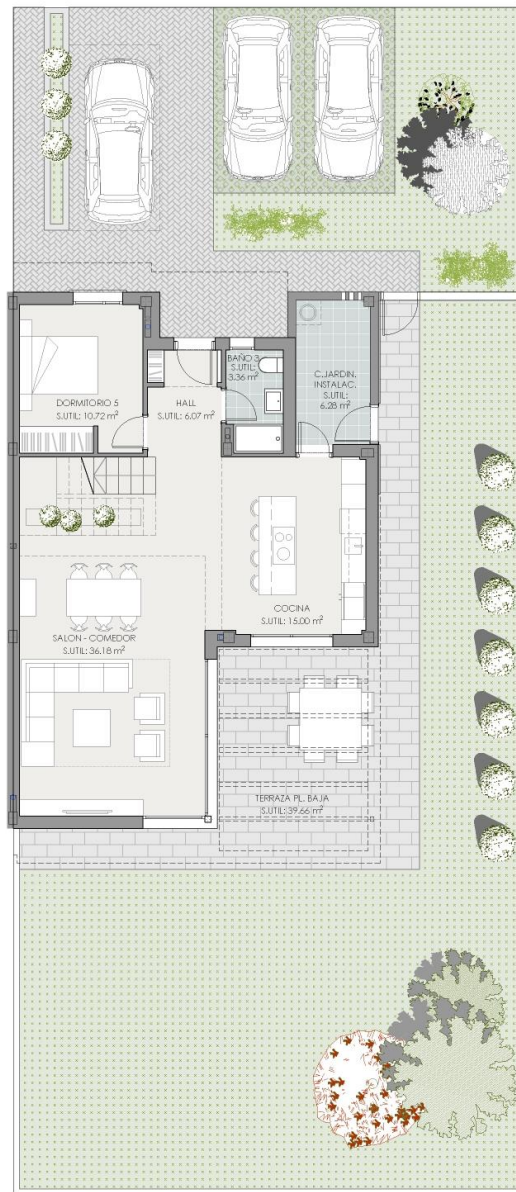 BAÑO 3
S.UTIL:
3.36 m²
C.JARDIN.
INSTALAC.
S.UTIL:
6.28 m²
DORMITORIO 5
S.UTIL: 10.72 m²
HALL
S.UTIL: 6.07 m²
COCINA
S.UTIL: 15.00 m²
SALON - COMEDOR
S.UTIL: 36.18 m²
TERRAZA PL. BAJA
S.UTIL: 39.66 m²